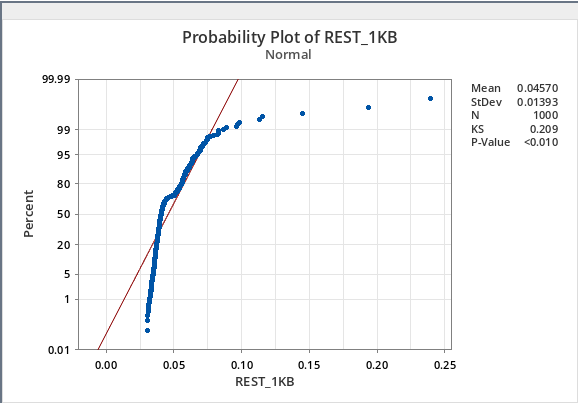 Probability Plot of REST_1KB
Normal
99.99
99
95
80
50
20
5
1
0.01
Percent
0.00 0.05 0.10 0.15 0.20 0.25
REST_1KB
Mean 0.04570
StDev 0.01393
N 1000
KS 0.209
P-Value <0.010